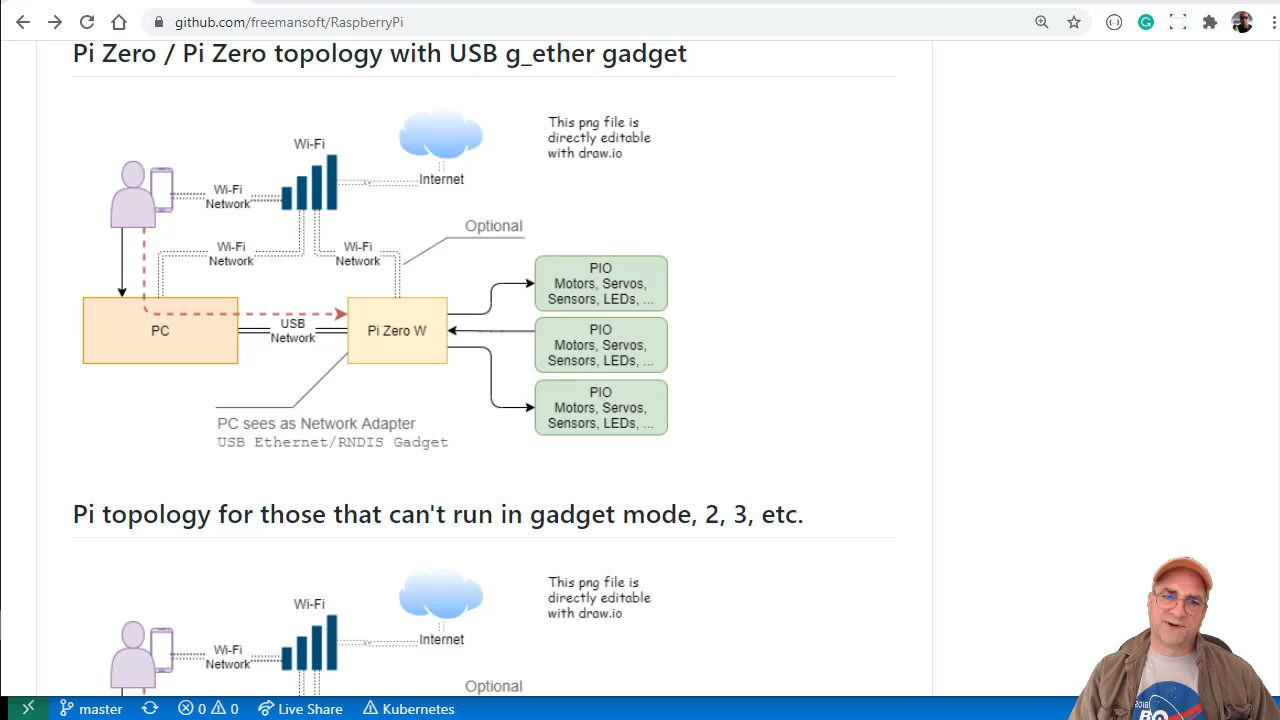 github.com/freemansoft/RaspberryPi
Pi Zero / Pi Zero topology with USB g_ether gadget
This png file is
directly editable
with draw.io
Wi-Fi
Internet
Wi-Fi
Network
Optional
Wi-Fi
Network
Wi-Fi
Network
PIO
Motors, Servos,
Sensors, LEDs, ...
PC
USB
Network
Pi Zero W
PIO
Motors, Servos,
Sensors, LEDs, ...
PIO
Motors, Servos,
Sensors, LEDs, ...
PC sees as Network Adapter
USB Ethernet/RNDIS Gadget
Pi topology for those that can't run in gadget mode, 2, 3, etc.
This png file is
directly editable
with draw.io
Wi-Fi
Internet
Wi-Fi
Network
Optional
master
0
0
Live Share
Kubernetes
2018